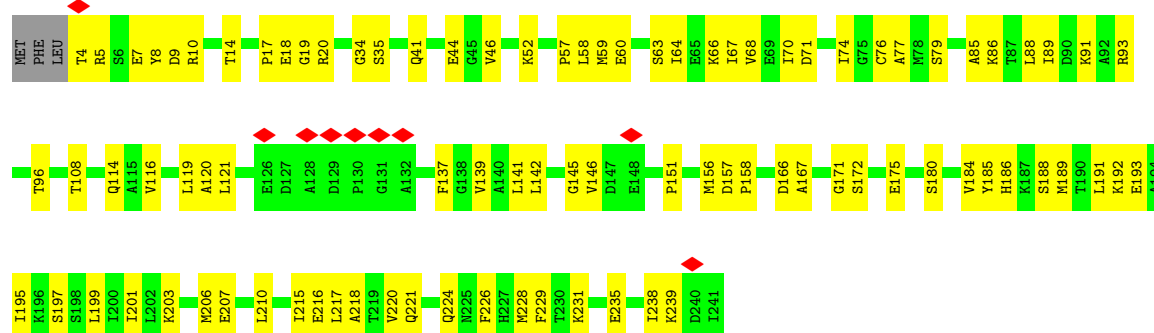 MET PHE LEU T4 R5 S6 E7 Y8 D9 R10 T14 P17 E18 G19 R20 G34 S35 Q41 E44 G45 V46 K52 P57 L58 M59 E60 S63 I64 E65 K66 I67 V68 E69 I70 D71 I74 G75 C76 A77 M78 S79 A85 K86 T87 L88 I89 D90 K91 A92 R93
T96 T108 Q114 A115 V116 L119 A120 L121 E126 D127 A128 D129 P130 G131 A132 F137 G138 V139 A140 L141 L142 G145 V146 D147 E148 P151 M156 D157 P158 D166 A167 G171 S172 E175 S180 V184 Y185 H186 K187 S188 M189 T190 L191 K192 E193 A194
I195 K196 S197 S198 L199 I200 I201 L202 K203 M206 E207 L210 I215 E216 L217 A218 T219 V220 Q221 Q224 N225 F226 H227 M228 F229 T230 K231 E235 I238 K239 D240 I241